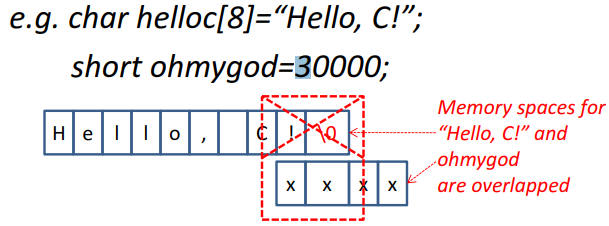 e.g. char helloc[8]=“Hello, C!”;
short ohmygod=30000;
H e l l o , C ! \0
x x x x
Memory spaces for
“Hello, C!” and
ohmygod
are overlapped